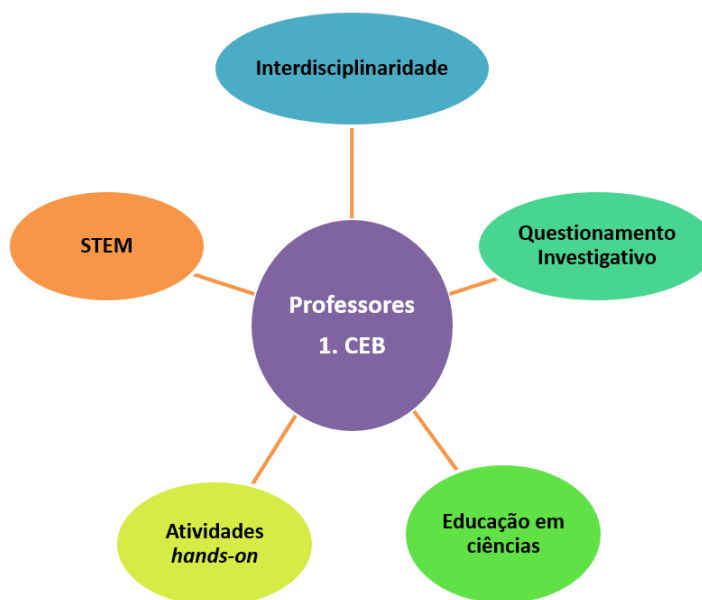 Interdisciplinaridade
STEM
Questionamento
Investigativo
Professores
1. CEB
Atividades
hands-on
Educação em
ciências